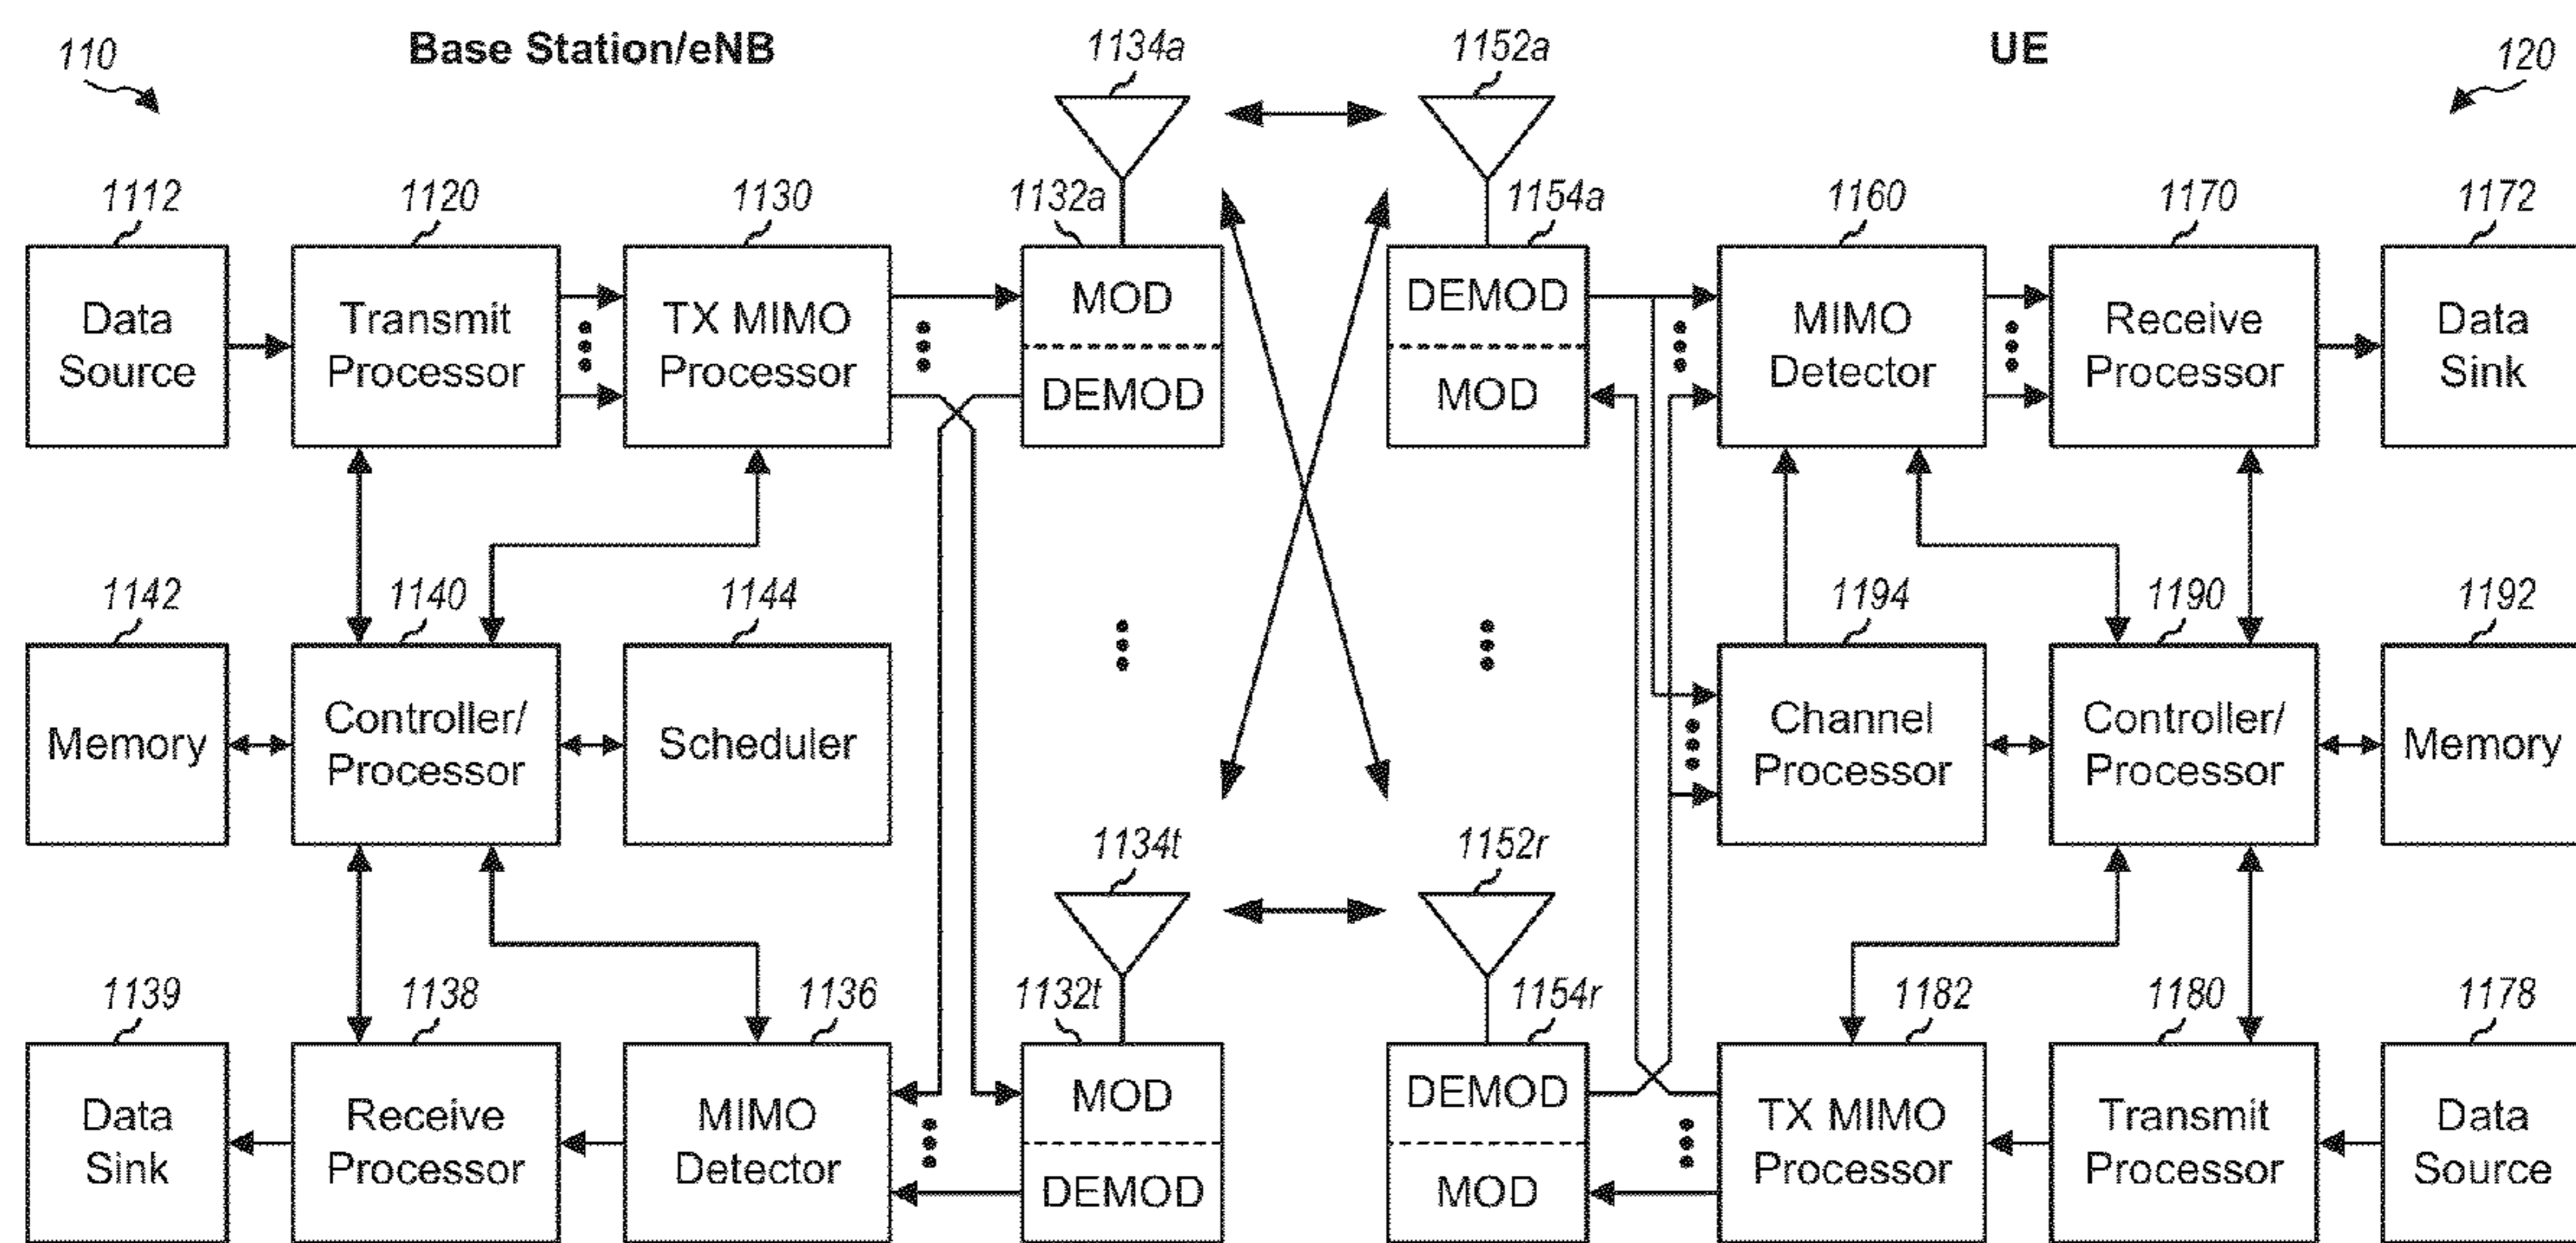 110
Base Station/eNB
1134a
1152a
UE
120
1112
1120
1130
1132a
1154a
1160
1170
1172
Data
Source
Transmit
Processor
TX MIMO
Processor
MOD
DEMOD
DEMOD
MOD
MIMO
Detector
Receive
Processor
Data
Sink
1142
1140
1144
1194
1190
1192
Memory
Controller/
Processor
Scheduler
Channel
Processor
Controller/
Processor
Memory
1134t
1152r
1139
1138
1136
1132t
1154r
1182
1180
1178
Data
Sink
Receive
Processor
MIMO
Detector
MOD
DEMOD
DEMOD
MOD
TX MIMO
Processor
Transmit
Processor
Data
Source